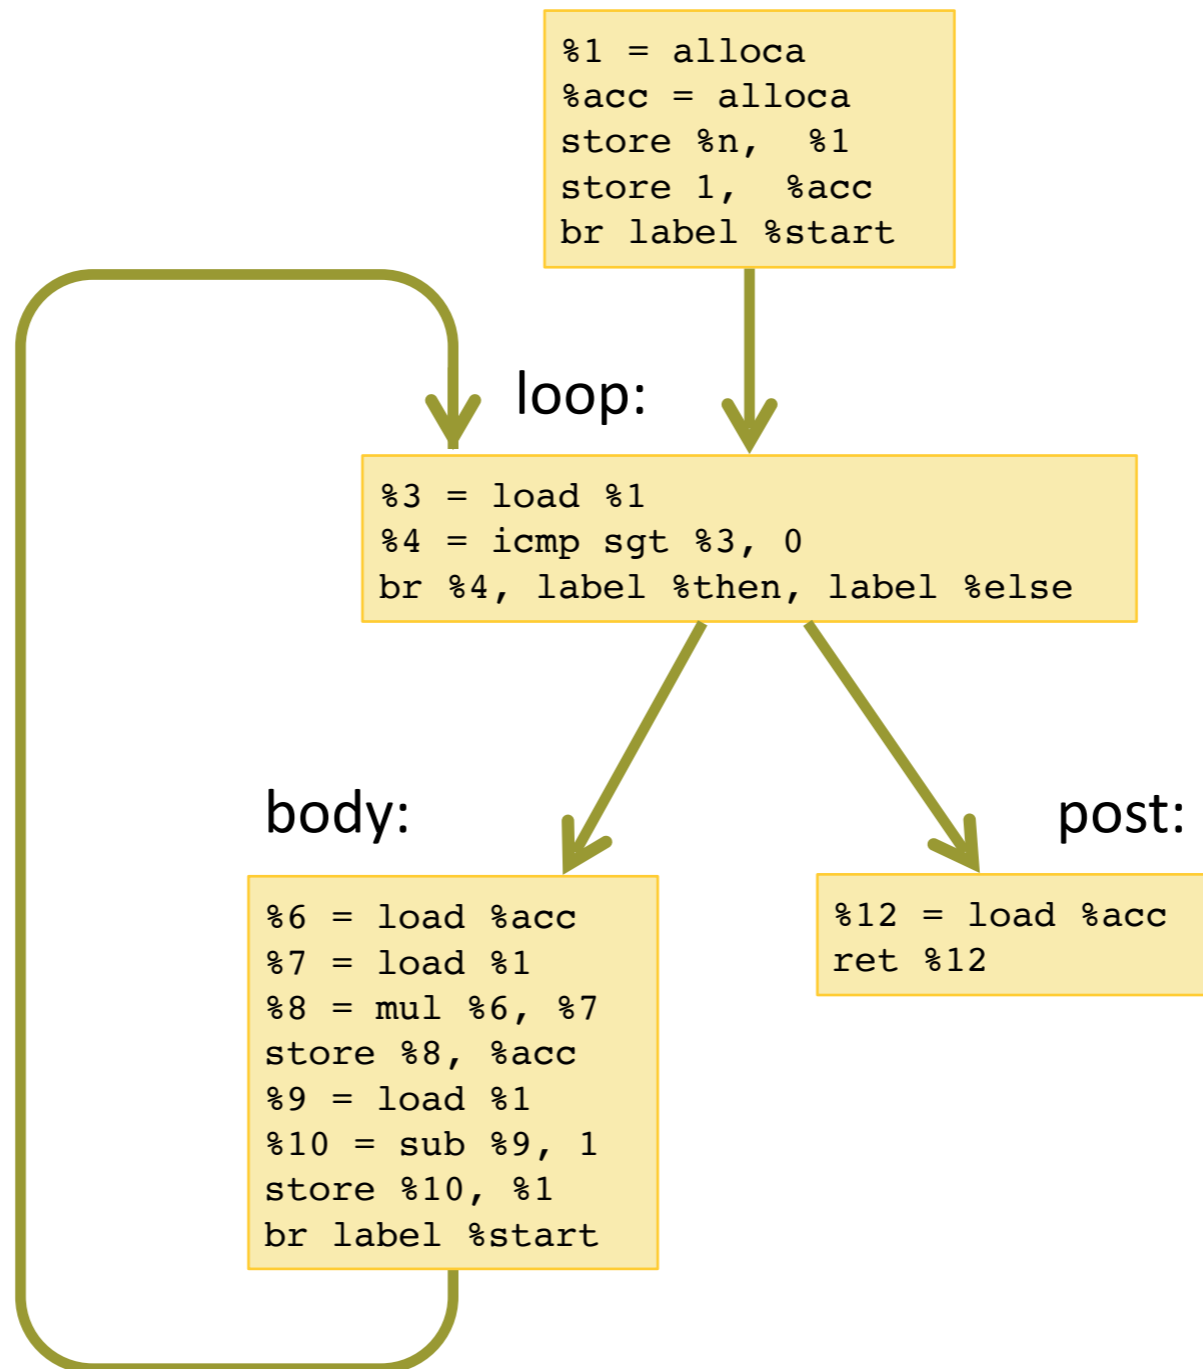 %1 = alloca
%acc = alloca
store %n,  %1
store 1,  %acc
br label %start
loop:
%3 = load %1
%4 = icmp sgt %3, 0
br %4, label %then, label %else
body:
%6 = load %acc
%7 = load %1
%8 = mul %6, %7
store %8, %acc
%9 = load %1
%10 = sub %9, 1
store %10, %1
br label %start
post:
%12 = load %acc
ret %12